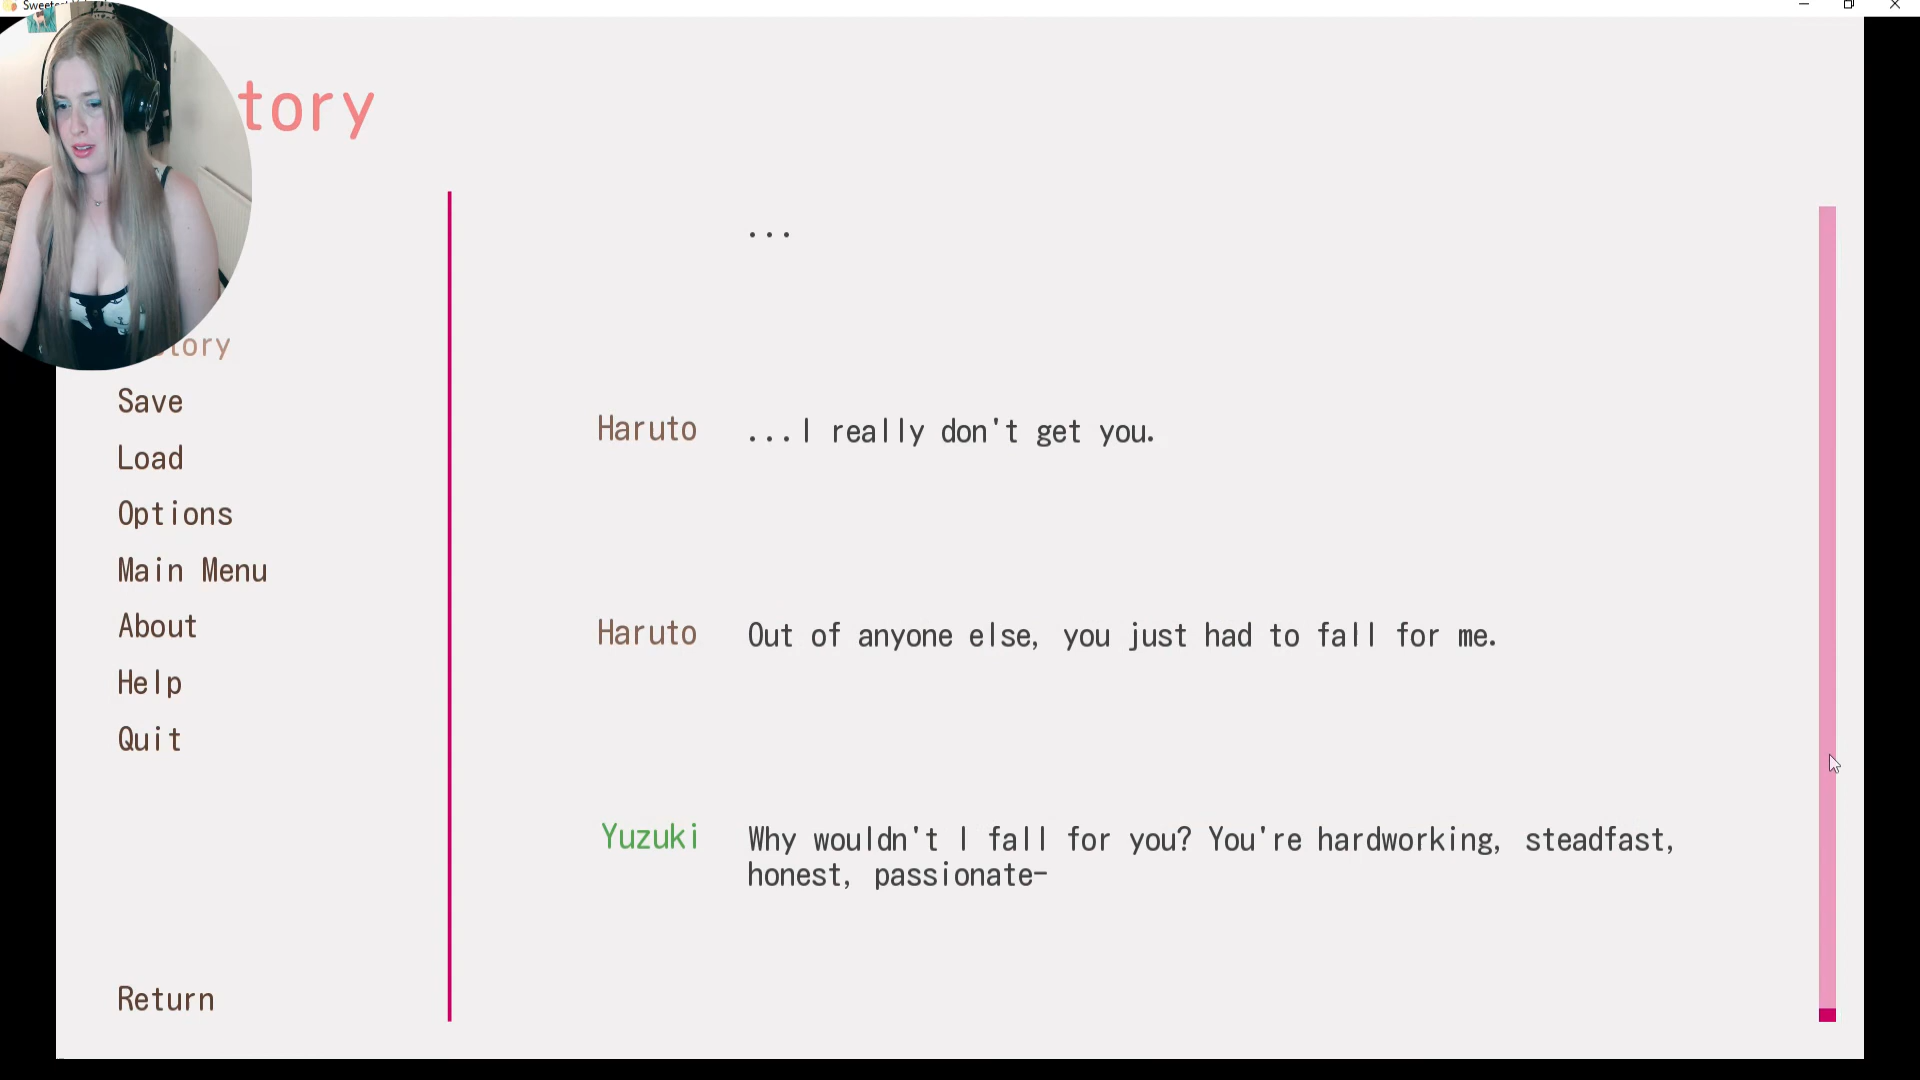 Sweetes
tory
...
tory
Save
Haruto ...I really don't get you.
Load
Options
Main Menu
About
Haruto Out of anyone else, you just had to fall for me.
Help
Quit
Yuzuki Why wouldn't I fall for you? You're hardworking, steadfast,
honest, passionate-
Return